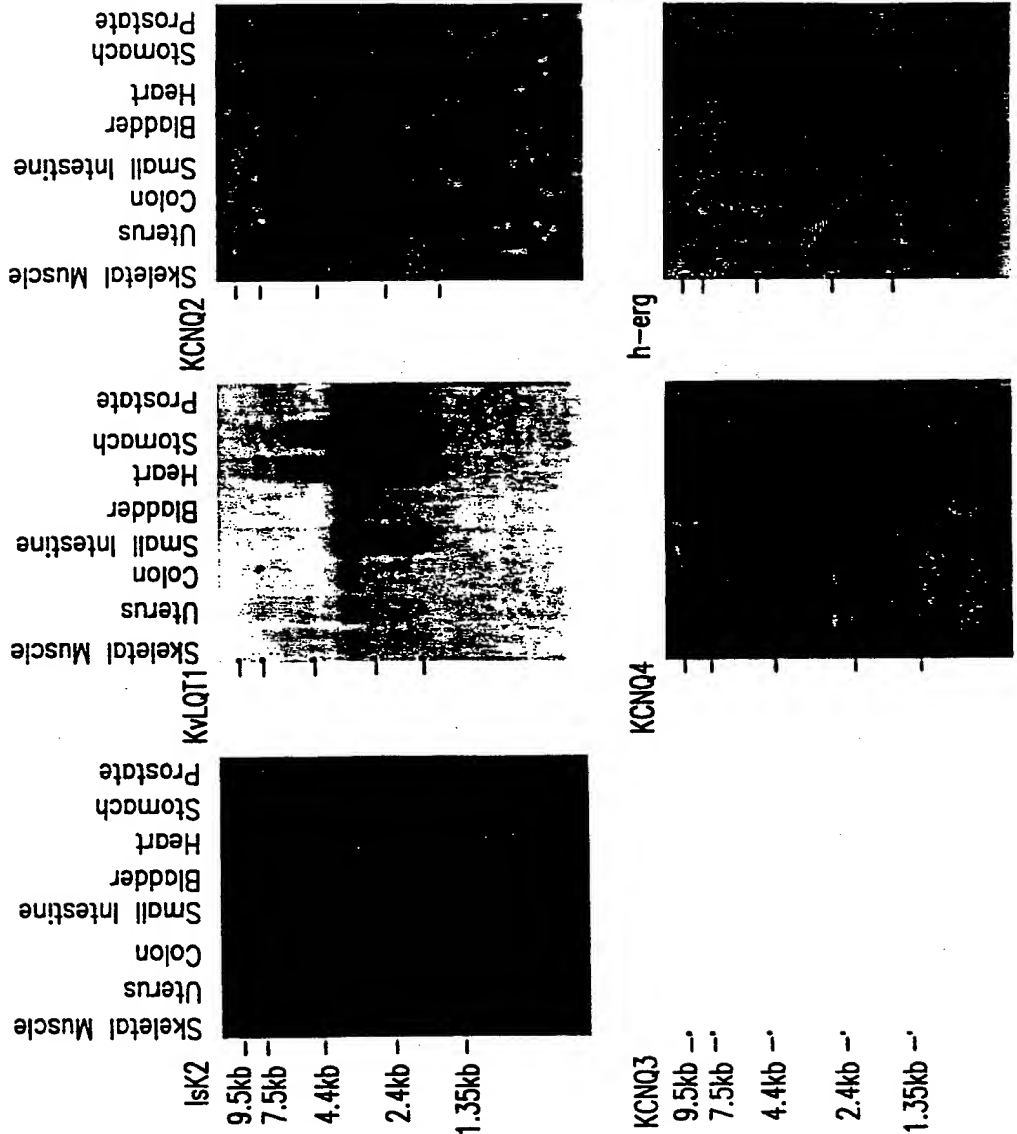 IsK2
Skeletal Muscle
Uterus
Colon
Small Intestine
Bladder
Heart
Stomach
Prostate
9.5kb
7.5kb
4.4kb
2.4kb
1.35kb
KvLQT1
Skeletal Muscle
Uterus
Colon
Small Intestine
Bladder
Heart
Stomach
Prostate
KCNQ2
Skeletal Muscle
Uterus
Colon
Small Intestine
Bladder
Heart
Stomach
Prostate
KCNQ3
9.5kb
7.5kb
4.4kb
2.4kb
1.35kb
KCNQ4
h-erg